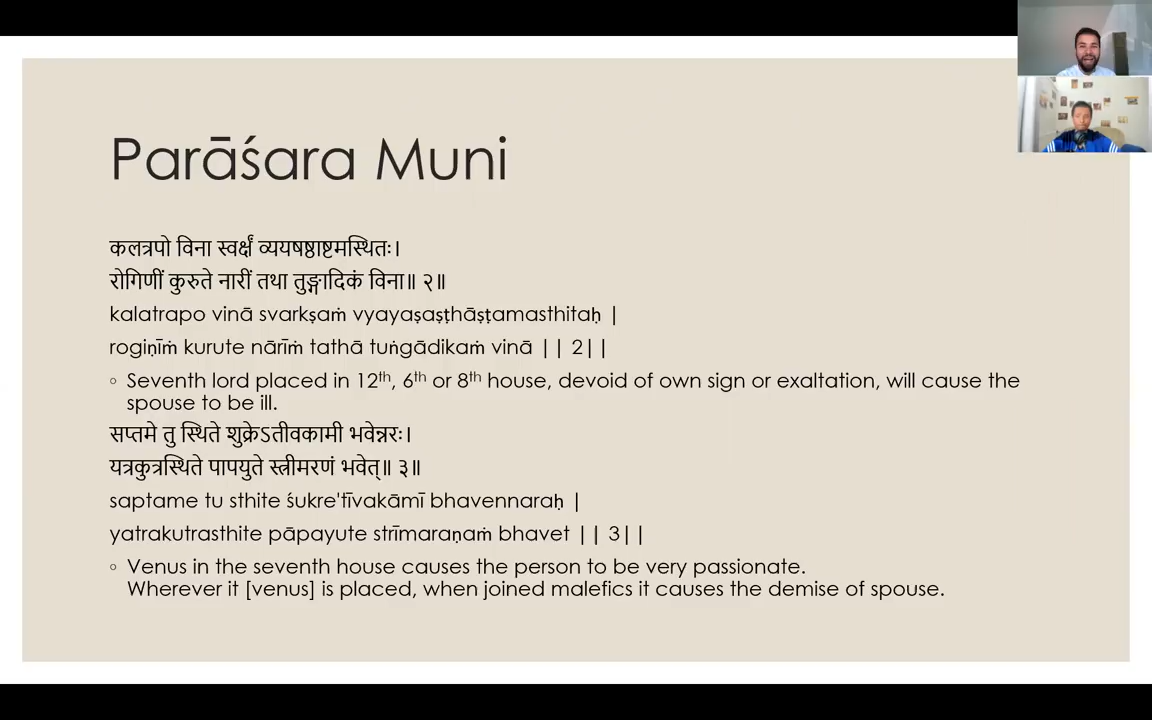 Parāśara Muni
कलत्रपो विना स्वर्क्षं व्ययषष्ठाष्टमस्थितः।
रोगिणीं कुरुते नारीं तथा तुङ्गादिकं विना॥ २॥
kalatrapo vinā svarkṣaṁ vyayaṣaṣṭhāṣṭamasthitaḥ |
rogiṇīṁ kurute nārīṁ tathā tuṅgādikaṁ vinā || 2||
◦ Seventh lord placed in 12th, 6th or 8th house, devoid of own sign or exaltation, will cause the
spouse to be ill.
सप्तमे तु स्थिते शुक्रेऽतीवकामी भवेन्नरः।
यत्रकुत्रस्थिते पापयुते स्त्रीमरणं भवेत्॥ ३॥
saptame tu sthite śukre'tīvakāmī bhavennaraḥ |
yatrakutrasthite pāpayute strīmaraṇaṁ bhavet || 3||
◦ Venus in the seventh house causes the person to be very passionate.
Wherever it [venus] is placed, when joined malefics it causes the demise of spouse.